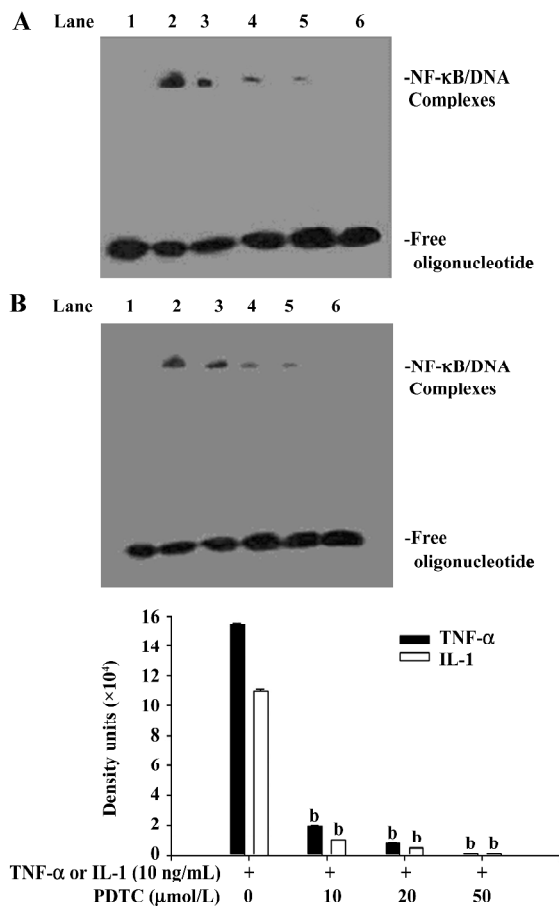 A Lane 1 2 3 4 5 6
-NF-κB/DNA
Complexes
-Free
oligonucleotide
B Lane 1 2 3 4 5 6
-NF-κB/DNA
Complexes
-Free
oligonucleotide
16
14
12
10
8
6
4
2
0
Density units (×10⁴)
TNF-α
IL-1
b b b b b b
TNF-α or IL-1 (10 ng/mL) + + + +
PDTC (μmol/L) 0 10 20 50